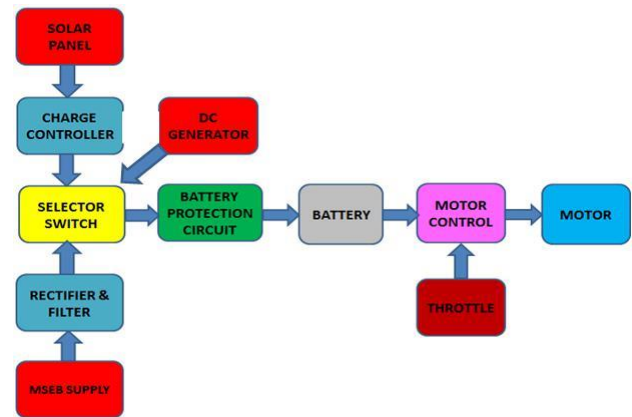 SOLAR
PANEL
CHARGE
CONTROLLER
DC
GENERATOR
SELECTOR
SWITCH
BATTERY
PROTECTION
CIRCUIT
BATTERY
MOTOR
CONTROL
MOTOR
RECTIFIER &
FILTER
THROTTLE
MSEB SUPPLY